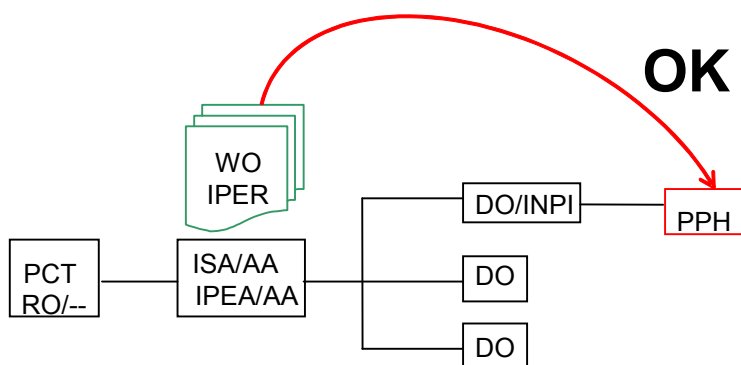 OK
WO
IPER
DO/INPI
PPH
PCT
RO/--
ISA/AA
IPEA/AA
DO
DO